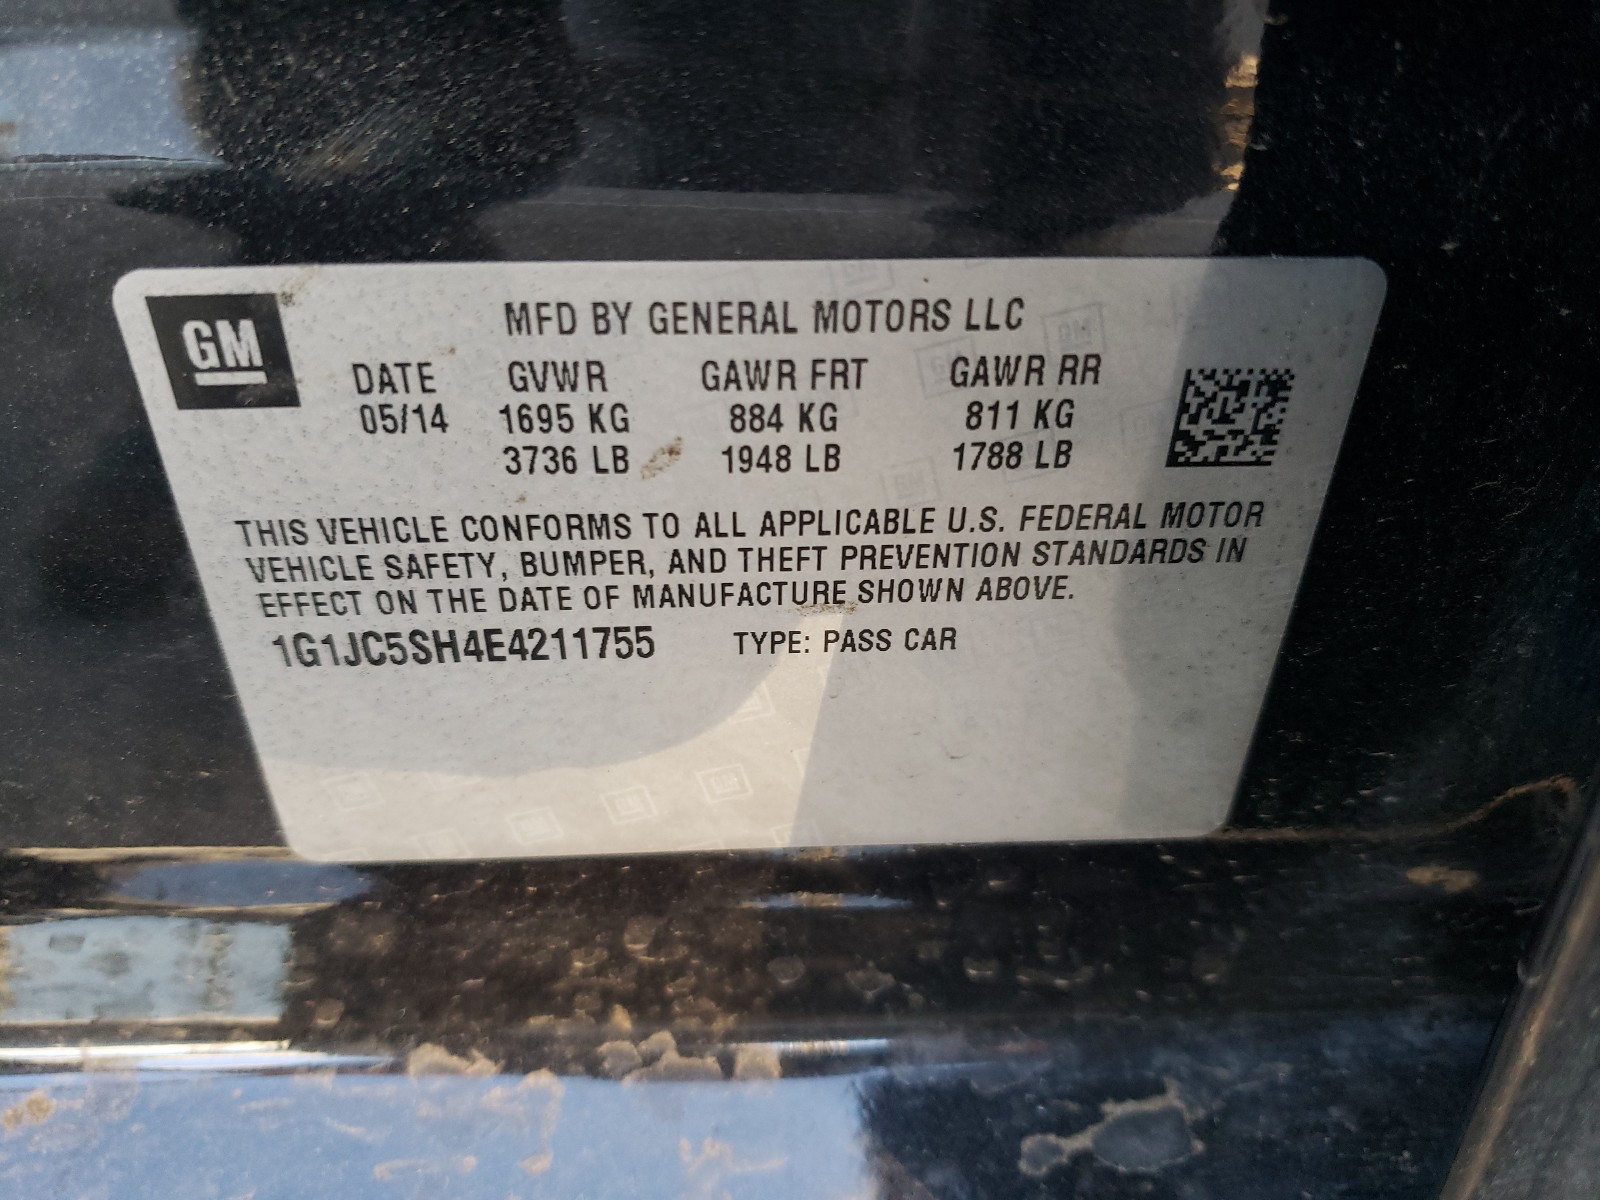 GM
MFD BY GENERAL MOTORS LLC
DATE GVWR GAWR FRT GAWR RR
05/14 1695 KG 884 KG 811 KG
3736 LB 1948 LB 1788 LB
THIS VEHICLE CONFORMS TO ALL APPLICABLE U.S. FEDERAL MOTOR
VEHICLE SAFETY, BUMPER, AND THEFT PREVENTION STANDARDS IN
EFFECT ON THE DATE OF MANUFACTURE SHOWN ABOVE.
1G1JC5SH4E4211755 TYPE: PASS CAR